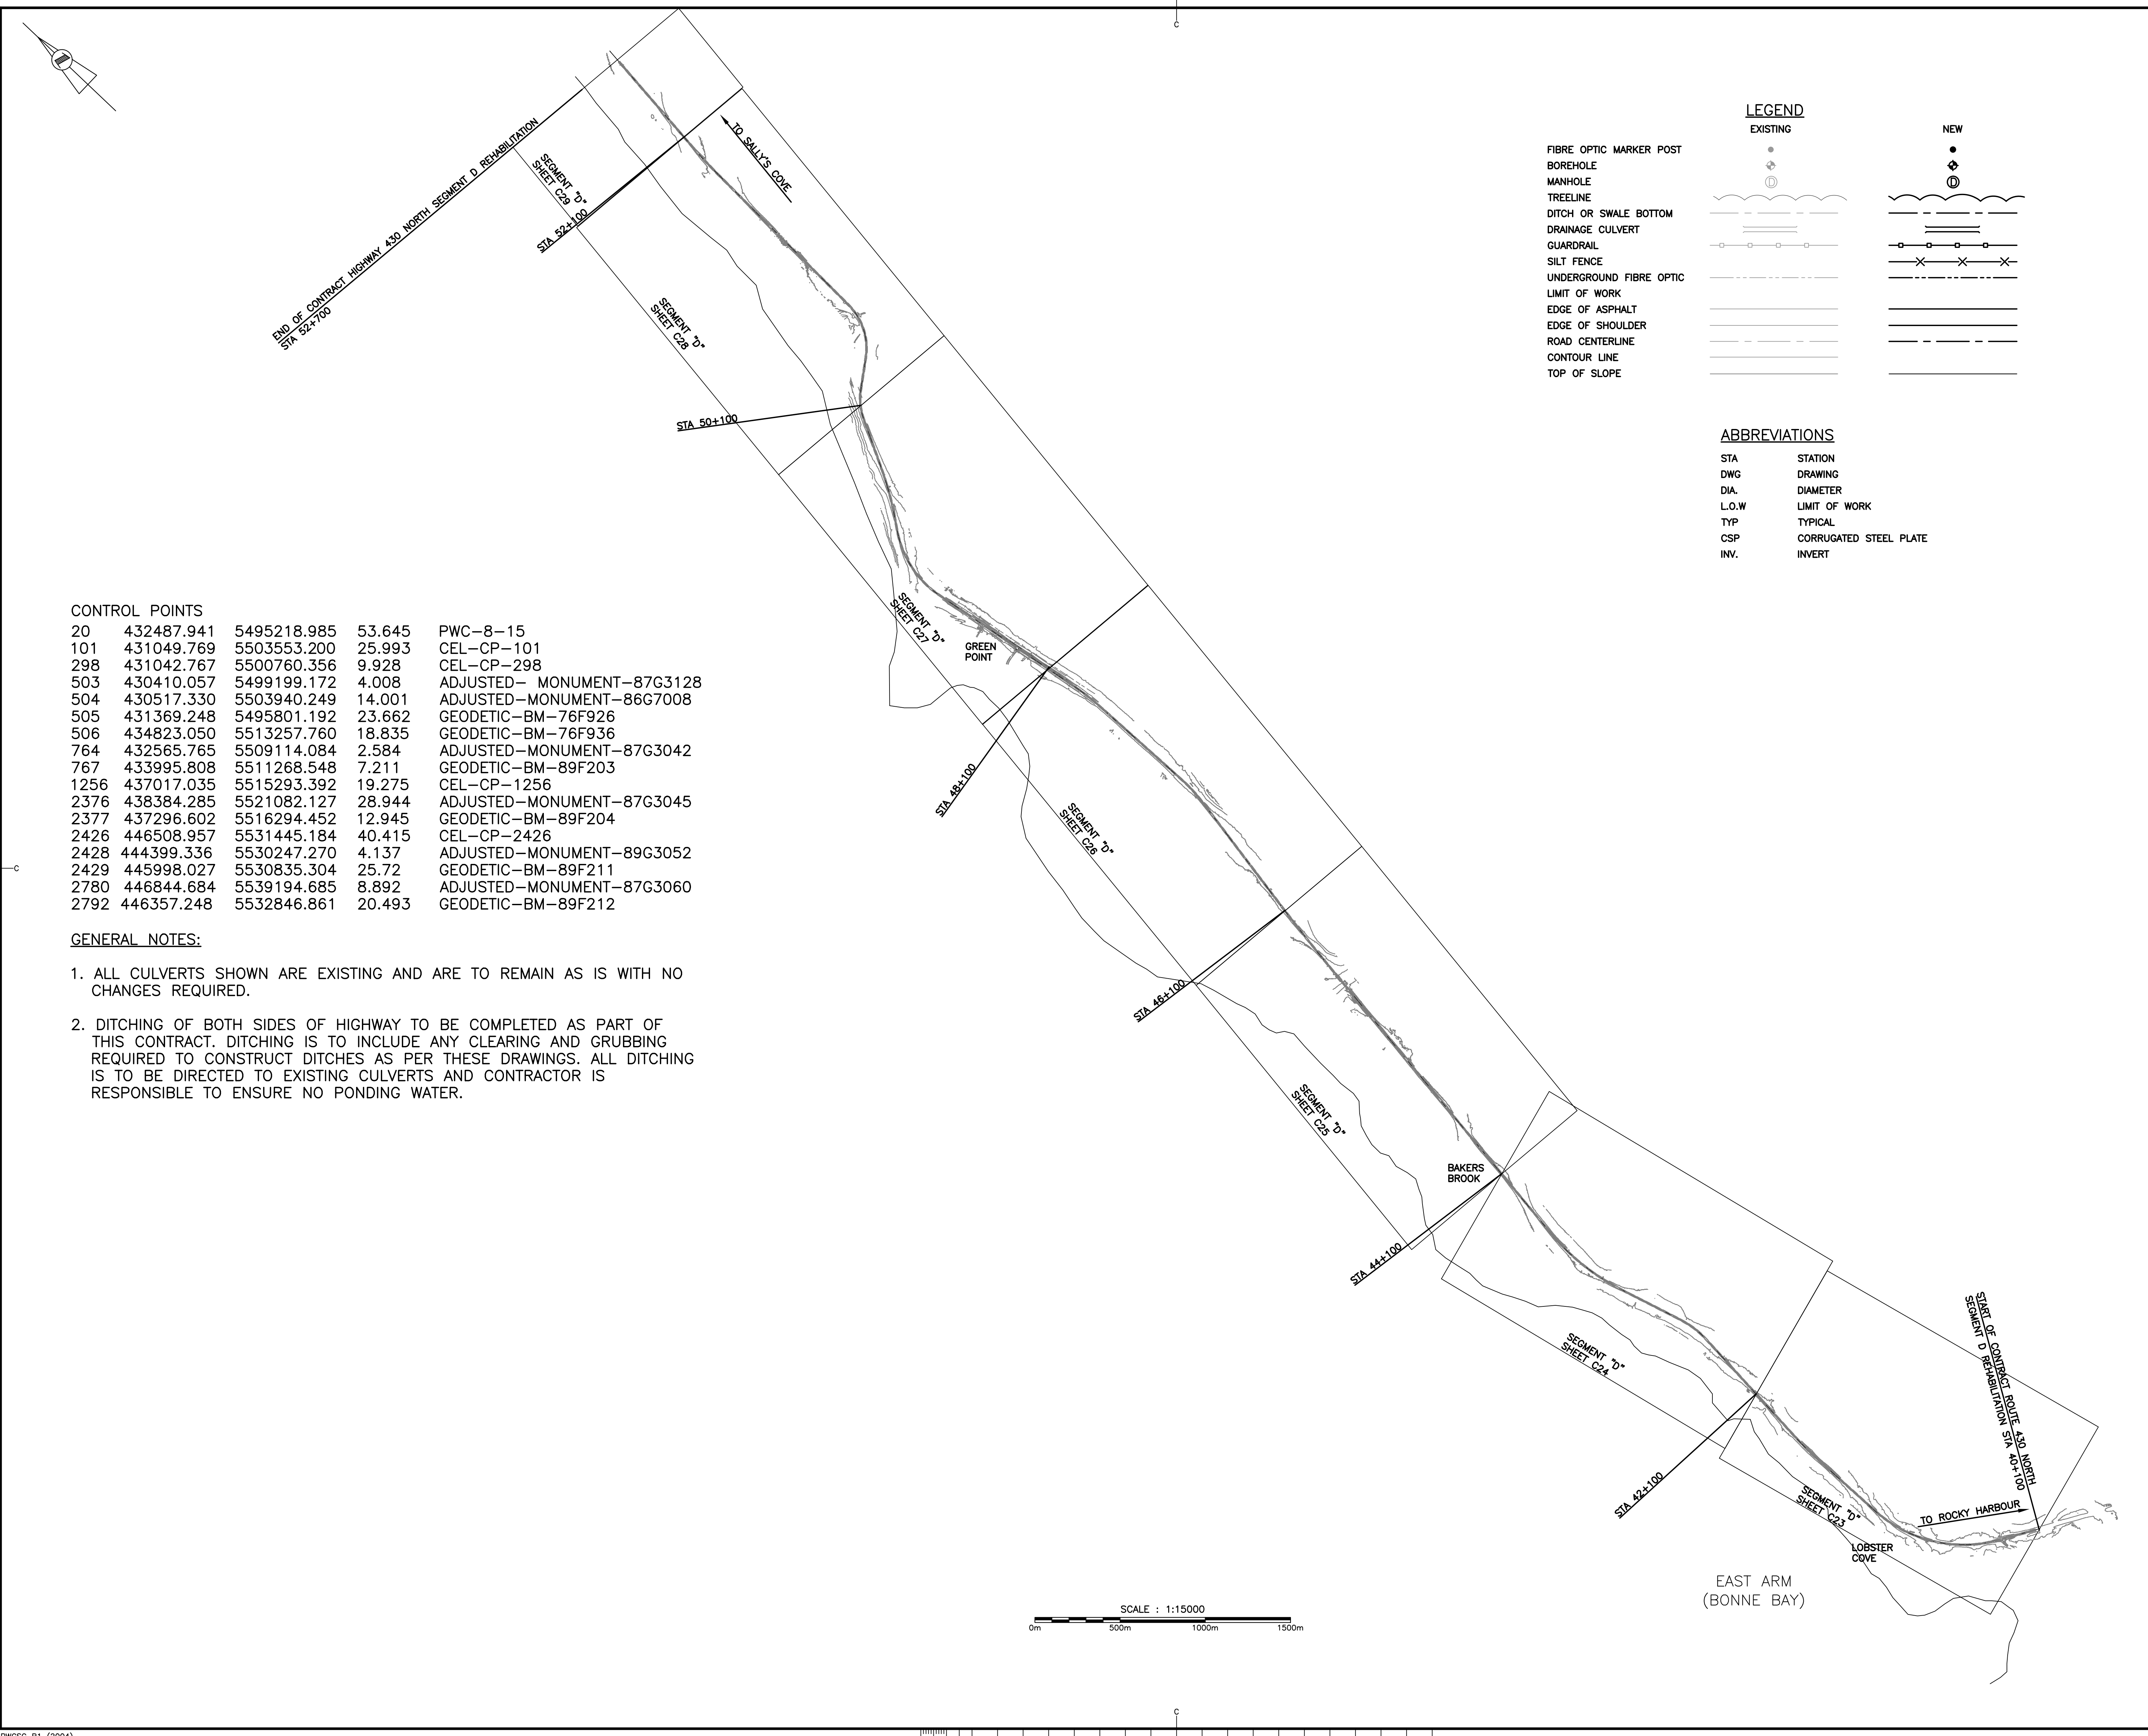 C
N
END OF CONTRACT HIGHWAY 430 NORTH SEGMENT D REHABILITATION
STA 52+700
SEGMENT "D"
SHEET C29
STA 52+100
TO SALLY'S COVE
SEGMENT "D"
SHEET C28
STA 50+100
SEGMENT "D"
SHEET C27
GREEN
POINT
STA 48+100
SEGMENT "D"
SHEET C26
STA 46+100
SEGMENT "D"
SHEET C25
BAKERS
BROOK
STA 44+100
SEGMENT "D"
SHEET C24
STA 42+100
SEGMENT "D"
SHEET C23
START OF CONTRACT ROUTE 430 NORTH
SEGMENT D REHABILITATION STA 40+100
TO ROCKY HARBOUR
LOBSTER
COVE
EAST ARM
(BONNE BAY)
LEGEND
EXISTING NEW
FIBRE OPTIC MARKER POST
BOREHOLE
MANHOLE D D
TREELINE
DITCH OR SWALE BOTTOM
DRAINAGE CULVERT
GUARDRAIL
SILT FENCE
UNDERGROUND FIBRE OPTIC
LIMIT OF WORK
EDGE OF ASPHALT
EDGE OF SHOULDER
ROAD CENTERLINE
CONTOUR LINE
TOP OF SLOPE
ABBREVIATIONS
STA STATION
DWG DRAWING
DIA. DIAMETER
L.O.W LIMIT OF WORK
TYP TYPICAL
CSP CORRUGATED STEEL PLATE
INV. INVERT
CONTROL POINTS
20 432487.941 5495218.985 53.645 PWC-8-15
101 431049.769 5503553.200 25.993 CEL-CP-101
298 431042.767 5500760.356 9.928 CEL-CP-298
503 430410.057 5499199.172 4.008 ADJUSTED- MONUMENT-87G3128
504 430517.330 5503940.249 14.001 ADJUSTED-MONUMENT-86G7008
505 431369.248 5495801.192 23.662 GEODETIC-BM-76F926
506 434823.050 5513257.760 18.835 GEODETIC-BM-76F936
764 432565.765 5509114.084 2.584 ADJUSTED-MONUMENT-87G3042
767 433995.808 5511268.548 7.211 GEODETIC-BM-89F203
1256 437017.035 5515293.392 19.275 CEL-CP-1256
2376 438384.285 5521082.127 28.944 ADJUSTED-MONUMENT-87G3045
2377 437296.602 5516294.452 12.945 GEODETIC-BM-89F204
2426 446508.957 5531445.184 40.415 CEL-CP-2426
2428 444399.336 5530247.270 4.137 ADJUSTED-MONUMENT-89G3052
2429 445998.027 5530835.304 25.72 GEODETIC-BM-89F211
2780 446844.684 5539194.685 8.892 ADJUSTED-MONUMENT-87G3060
2792 446357.248 5532846.861 20.493 GEODETIC-BM-89F212
C
GENERAL NOTES:
1. ALL CULVERTS SHOWN ARE EXISTING AND ARE TO REMAIN AS IS WITH NO
CHANGES REQUIRED.
2. DITCHING OF BOTH SIDES OF HIGHWAY TO BE COMPLETED AS PART OF
THIS CONTRACT. DITCHING IS TO INCLUDE ANY CLEARING AND GRUBBING
REQUIRED TO CONSTRUCT DITCHES AS PER THESE DRAWINGS. ALL DITCHING
IS TO BE DIRECTED TO EXISTING CULVERTS AND CONTRACTOR IS
RESPONSIBLE TO ENSURE NO PONDING WATER.
SCALE : 1:15000
0m 500m 1000m 1500m
C